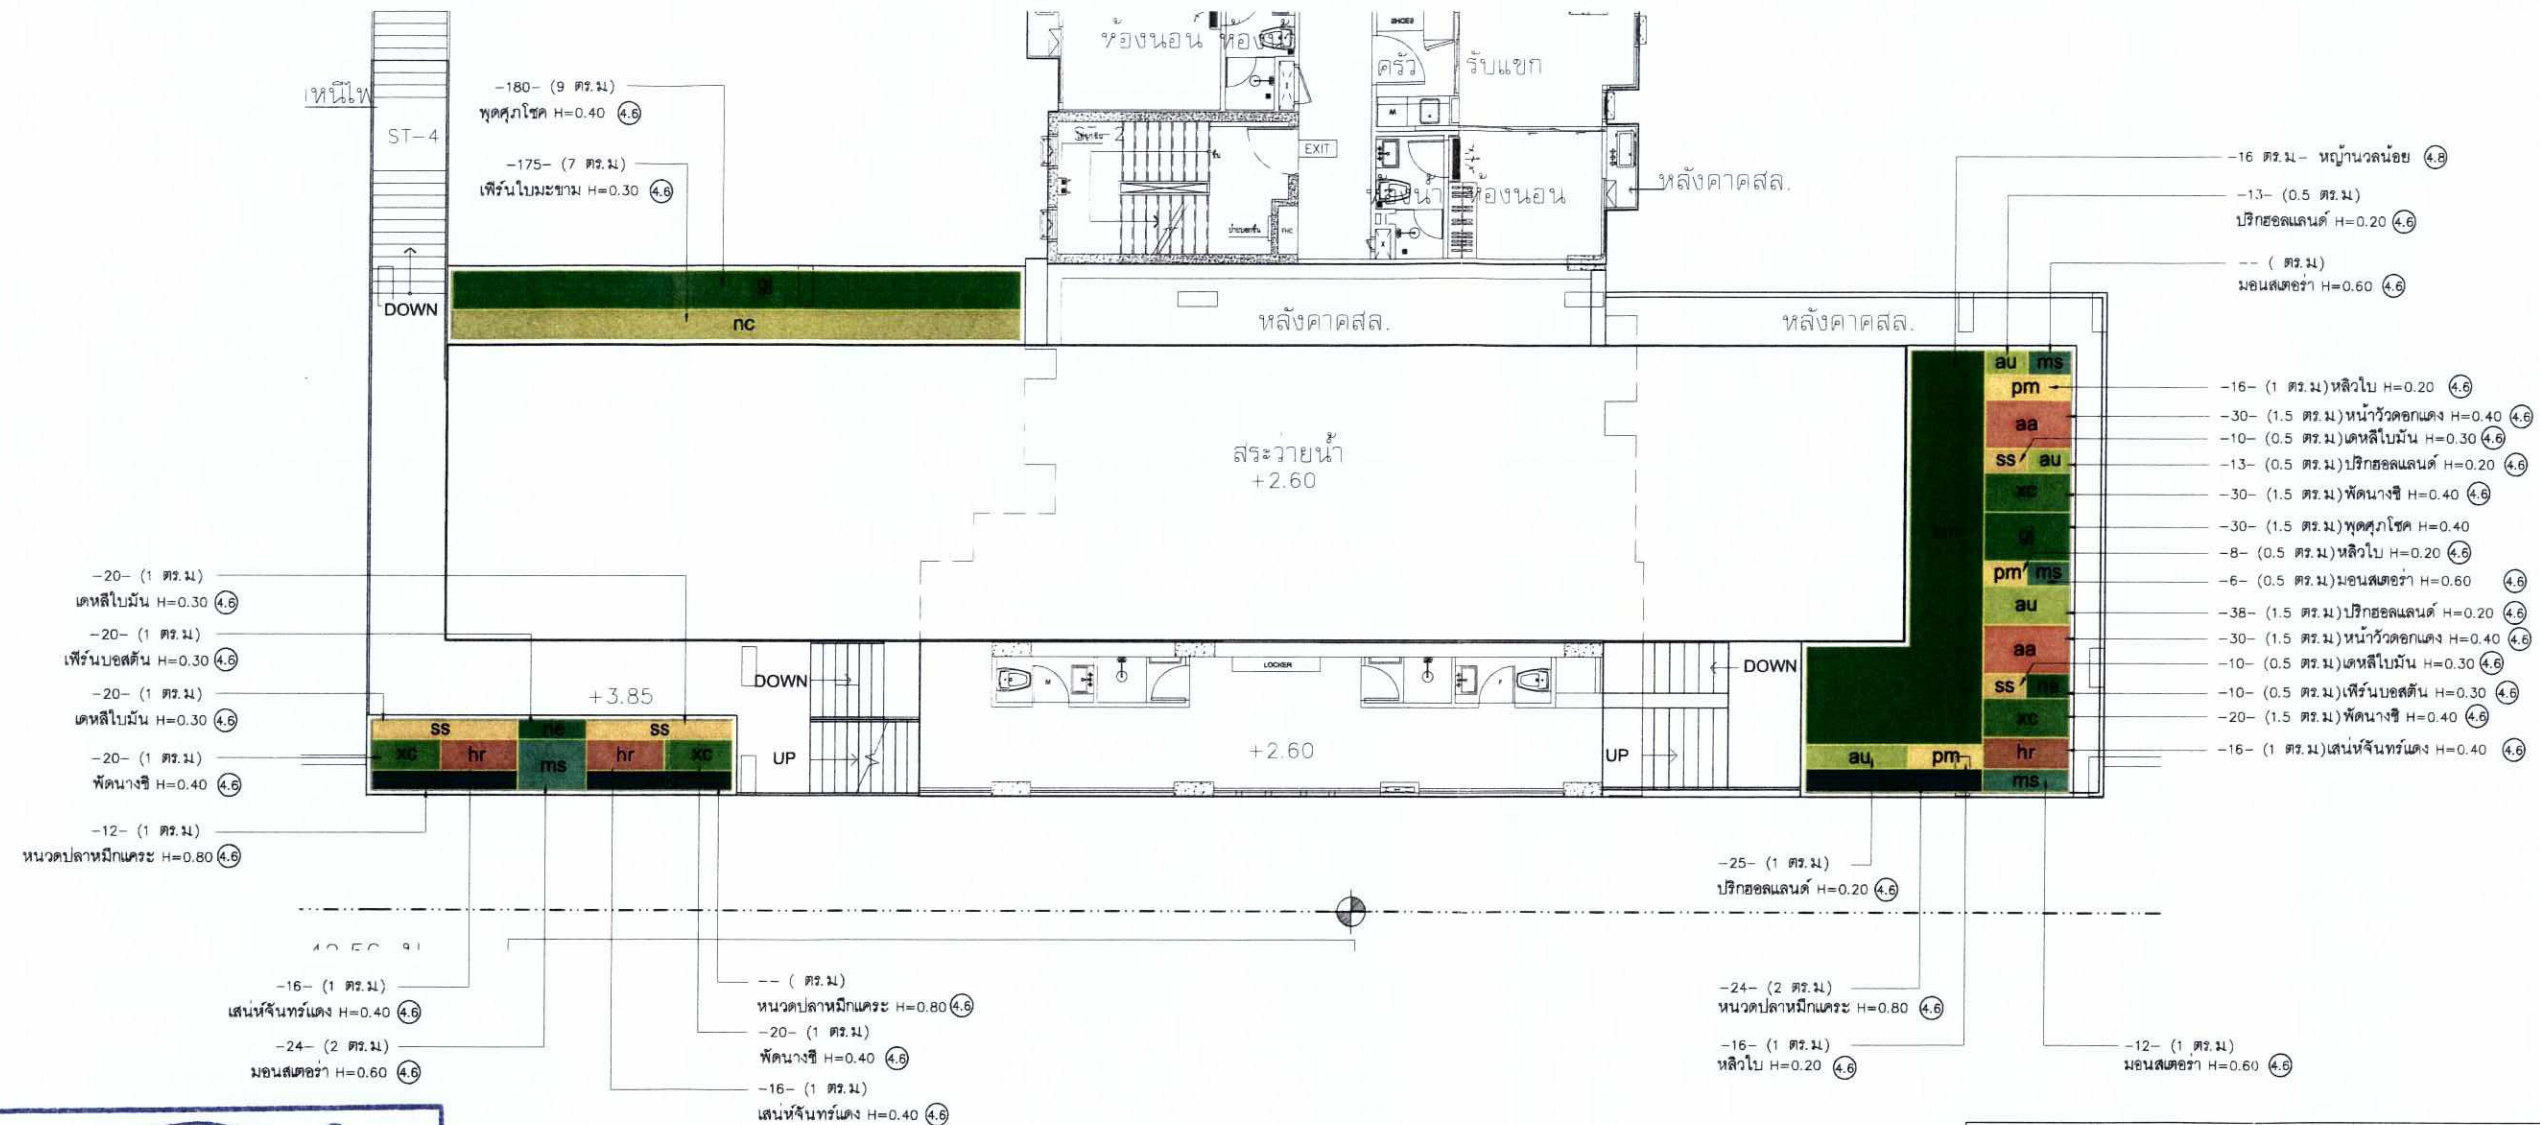 ห้องนอน
ครัว
รับแขก
SHOES
M
ST-4
-180- (9 ตร.ม)
พุดศุภโชค H=0.40 4.6
-175- (7 ตร.ม)
เฟิร์นใบมะขาม H=0.30 4.6
EXIT
FHC
ห้องนอน
หลังคาคสล.
-16 ตร.ม- หญ้านวลน้อย 4.8
-13- (0.5 ตร.ม)
ปริกฮอลแลนด์ H=0.20 4.6
-- ( ตร.ม)
มอนสเตอร่า H=0.60 4.6
DOWN
gj
nc
หลังคาคสล.
หลังคาคสล.
au ms
pm
aa
ss au
xc
gj
pm ms
au
aa
ss ne
xc
hr
ms
au pm
-16- (1 ตร.ม)หลิวใบ H=0.20 4.6
-30- (1.5 ตร.ม)หน้าวัวดอกแดง H=0.40 4.6
-10- (0.5 ตร.ม)เดหลีใบมัน H=0.30 4.6
-13- (0.5 ตร.ม)ปริกฮอลแลนด์ H=0.20 4.6
-30- (1.5 ตร.ม)พัดนางชี H=0.40 4.6
-30- (1.5 ตร.ม)พุดศุภโชค H=0.40
-8- (0.5 ตร.ม)หลิวใบ H=0.20 4.6
-6- (0.5 ตร.ม)มอนสเตอร่า H=0.60 4.6
-38- (1.5 ตร.ม)ปริกฮอลแลนด์ H=0.20 4.6
-30- (1.5 ตร.ม)หน้าวัวดอกแดง H=0.40 4.6
-10- (0.5 ตร.ม)เดหลีใบมัน H=0.30 4.6
-10- (0.5 ตร.ม)เฟิร์นบอสตัน H=0.30 4.6
-20- (1.5 ตร.ม)พัดนางชี H=0.40 4.6
-16- (1 ตร.ม)เสน่ห์จันทร์แดง H=0.40 4.6
สระว่ายน้ำ
+2.60
-20- (1 ตร.ม)
เดหลีใบมัน H=0.30 4.6
-20- (1 ตร.ม)
เฟิร์นบอสตัน H=0.30 4.6
-20- (1 ตร.ม)
เดหลีใบมัน H=0.30 4.6
-20- (1 ตร.ม)
พัดนางชี H=0.40 4.6
-12- (1 ตร.ม)
หนวดปลาหมึกแคระ H=0.80 4.6
+3.85
ss ne ss
xc hr ms hr xc
DOWN
UP
M
LOCKER
F
+2.60
DOWN
UP
-25- (1 ตร.ม)
ปริกฮอลแลนด์ H=0.20 4.6
-16- (1 ตร.ม)
เสน่ห์จันทร์แดง H=0.40 4.6
-24- (2 ตร.ม)
มอนสเตอร่า H=0.60 4.6
-- ( ตร.ม)
หนวดปลาหมึกแคระ H=0.80 4.6
-20- (1 ตร.ม)
พัดนางชี H=0.40 4.6
-16- (1 ตร.ม)
เสน่ห์จันทร์แดง H=0.40 4.6
-24- (2 ตร.ม)
หนวดปลาหมึกแคระ H=0.80 4.6
-16- (1 ตร.ม)
หลิวใบ H=0.20 4.6
-12- (1 ตร.ม)
มอนสเตอร่า H=0.60 4.6